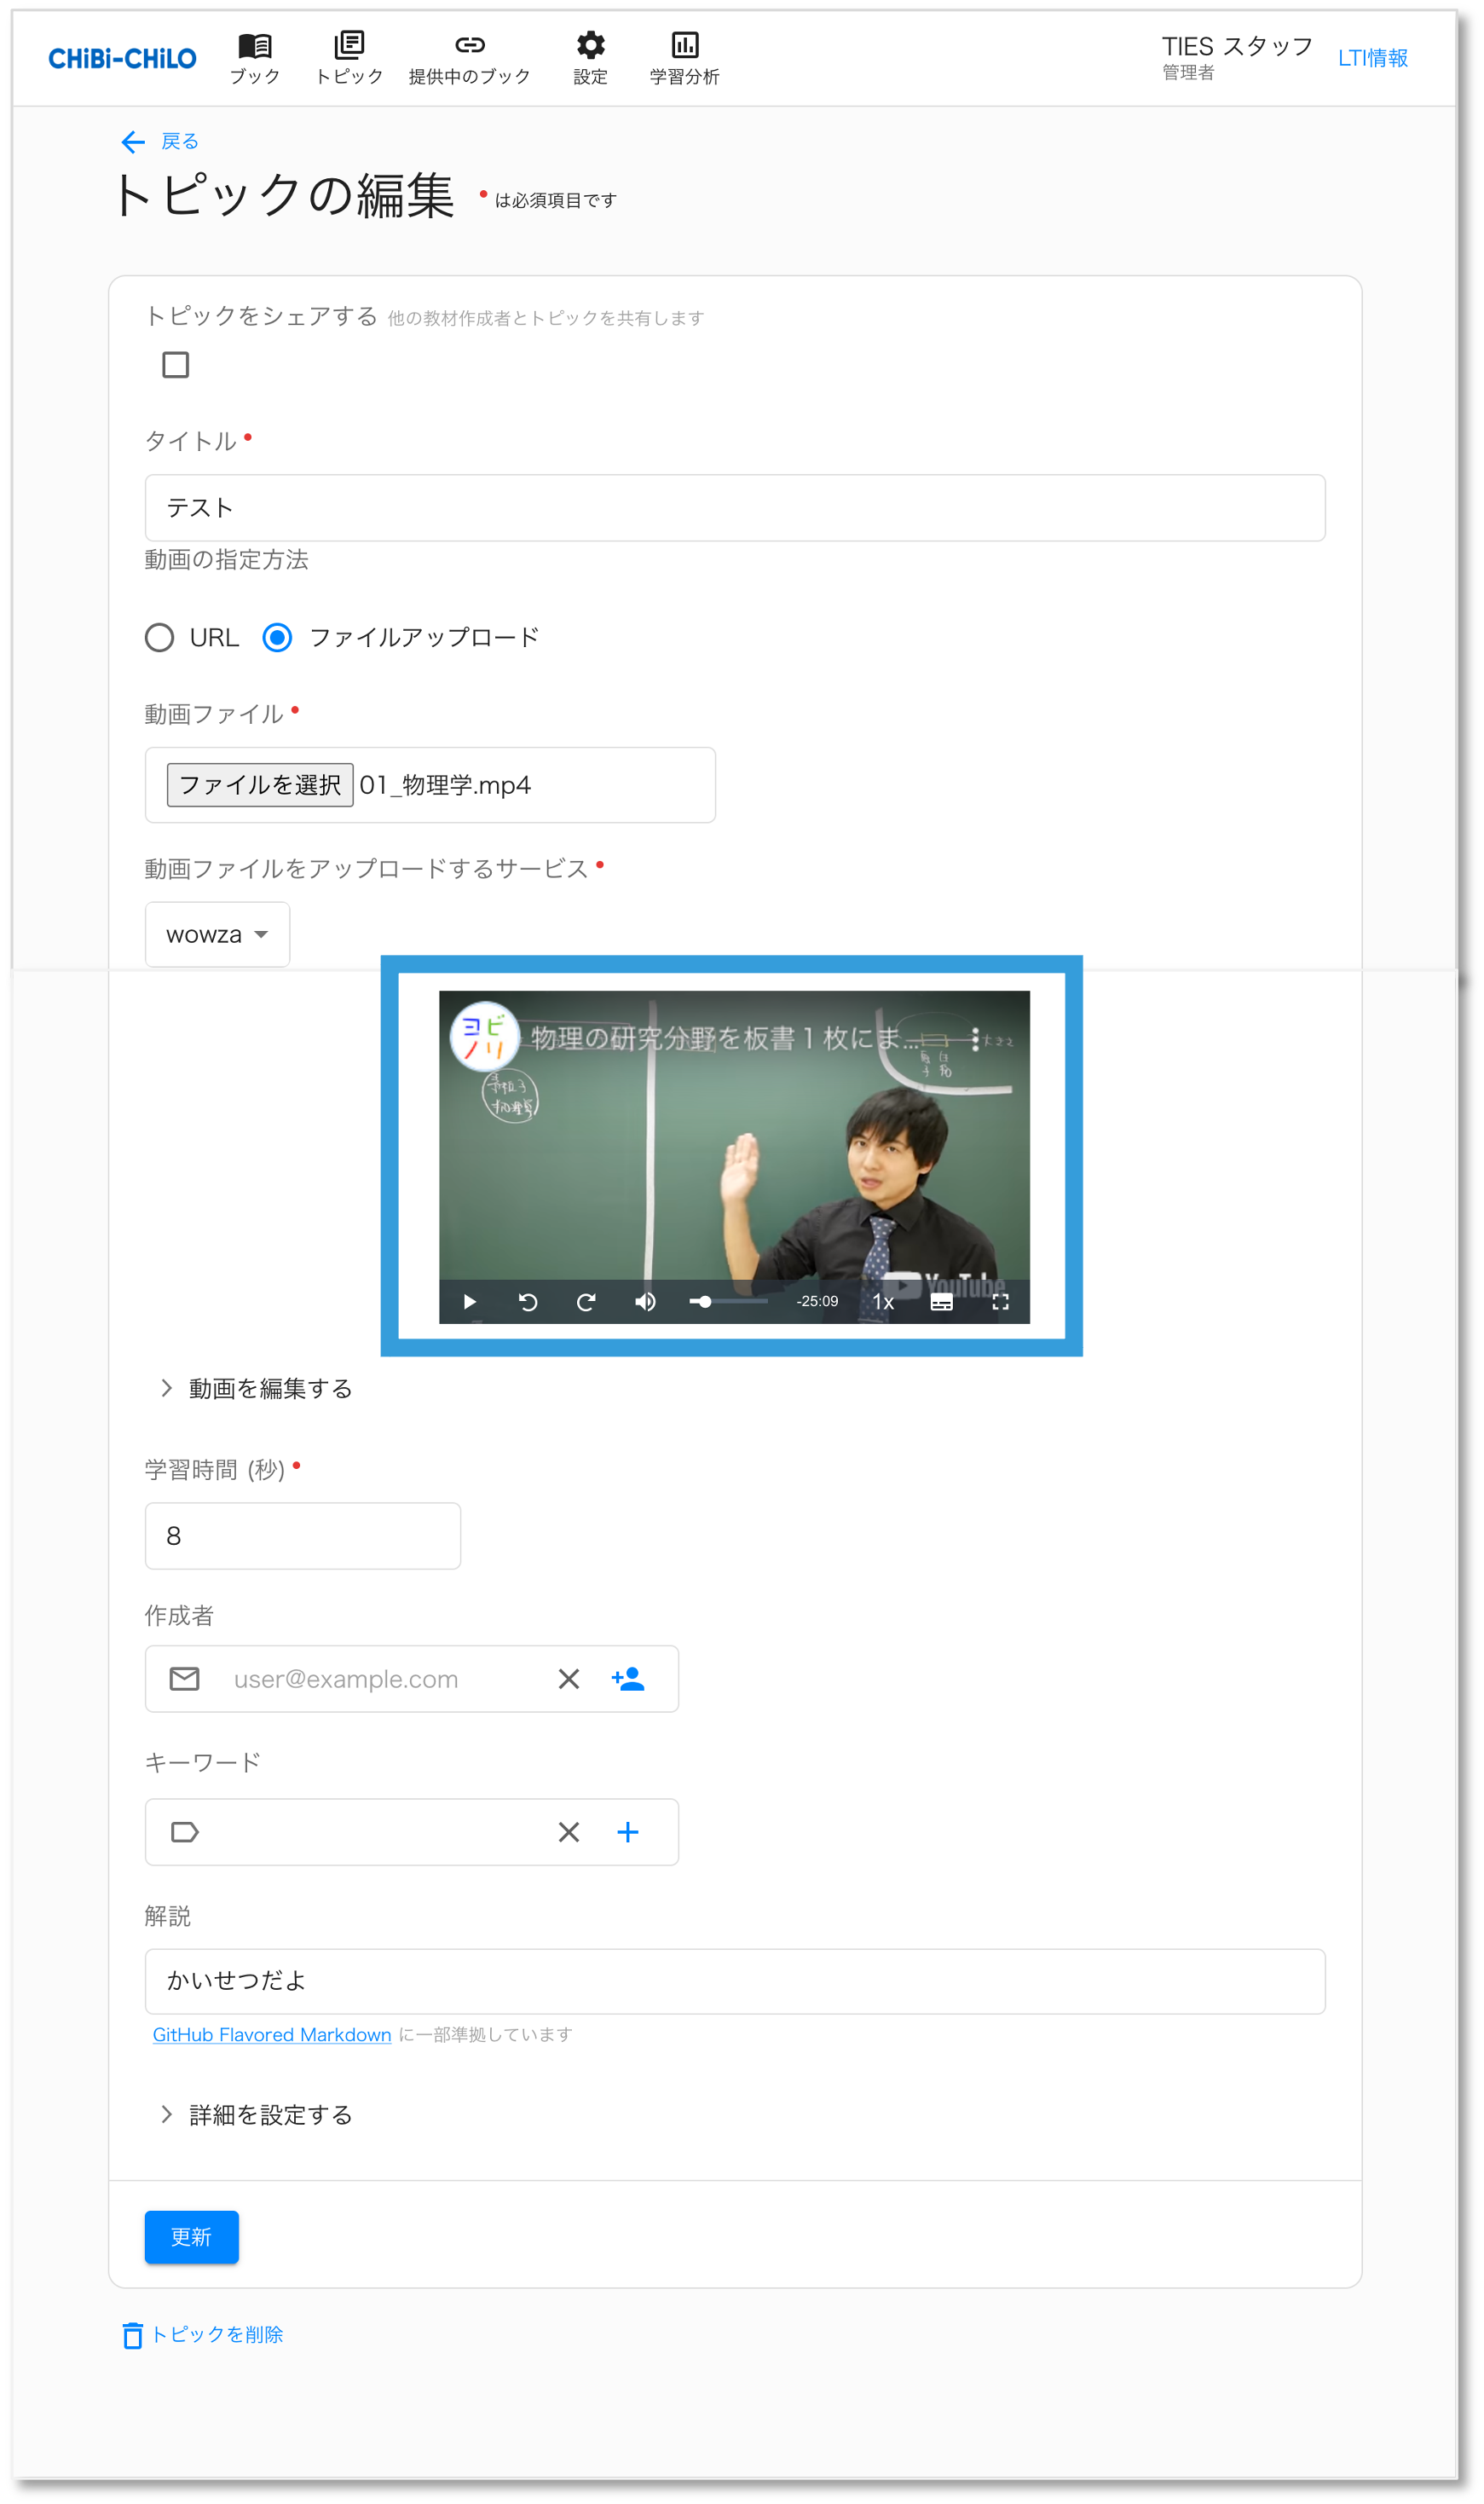 CHiBi-CHiLO
ブック
トピック
提供中のブック
設定
学習分析
TIES スタッフ
管理者
LTI情報
戻る
トピックの編集 • は必須項目です
トピックをシェアする 他の教材作成者とトピックを共有します
タイトル •
テスト
動画の指定方法
URL ファイルアップロード
動画ファイル •
ファイルを選択 01_物理学.mp4
動画ファイルをアップロードするサービス •
wowza
ヨビ
ノリ
物理の研究分野を板書1枚にま...
YouTube
-25:09 1x
動画を編集する
学習時間 (秒) •
8
作成者
user@example.com
キーワード
解説
かいせつだよ
GitHub Flavored Markdown に一部準拠しています
詳細を設定する
更新
トピックを削除